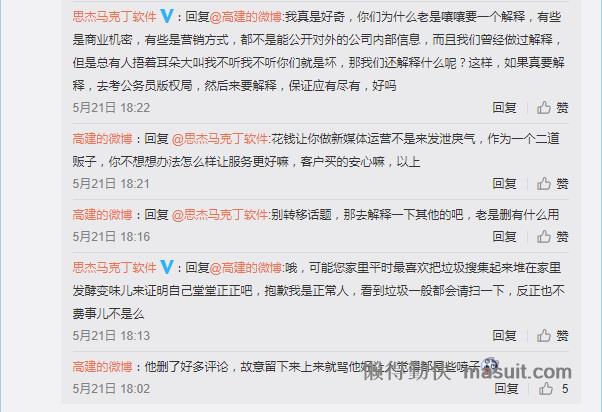 思杰马克丁软件 V：回复@高建的微博:我真是好奇，你们为什么老是嚷嚷要一个解释，有些
是商业机密，有些是营销方式，都不是能公开对外的公司内部信息，而且我们曾经做过解释，
但是总有人捂着耳朵大叫我不听我不听你们就是坏，那我们还解释什么呢？这样，如果真要解
释，去考公务员版权局，然后来要解释，保证应有尽有，好吗
5月21日 18:22 回复 赞
高建的微博：回复 @思杰马克丁软件:花钱让你做新媒体运营不是来发泄戾气，作为一个二道
贩子，你不想想办法怎么样让服务更好嘛，客户买的安心嘛，以上
5月21日 18:21 回复 赞
高建的微博：回复 @思杰马克丁软件:别转移话题，那去解释一下其他的吧，老是删有什么用
5月21日 18:16 回复 赞
思杰马克丁软件 V：回复@高建的微博:哦，可能您家里平时最喜欢把垃圾搜集起来堆在家里
发酵变味儿来证明自己堂堂正正吧，抱歉我是正常人，看到垃圾一般都会请扫一下，反正也不
费事儿不是么
5月21日 18:13 回复 赞
高建的微博：他删了好多评论，故意留下来上来就骂他
懒得勤快 masuit.com
5月21日 18:02 回复 5